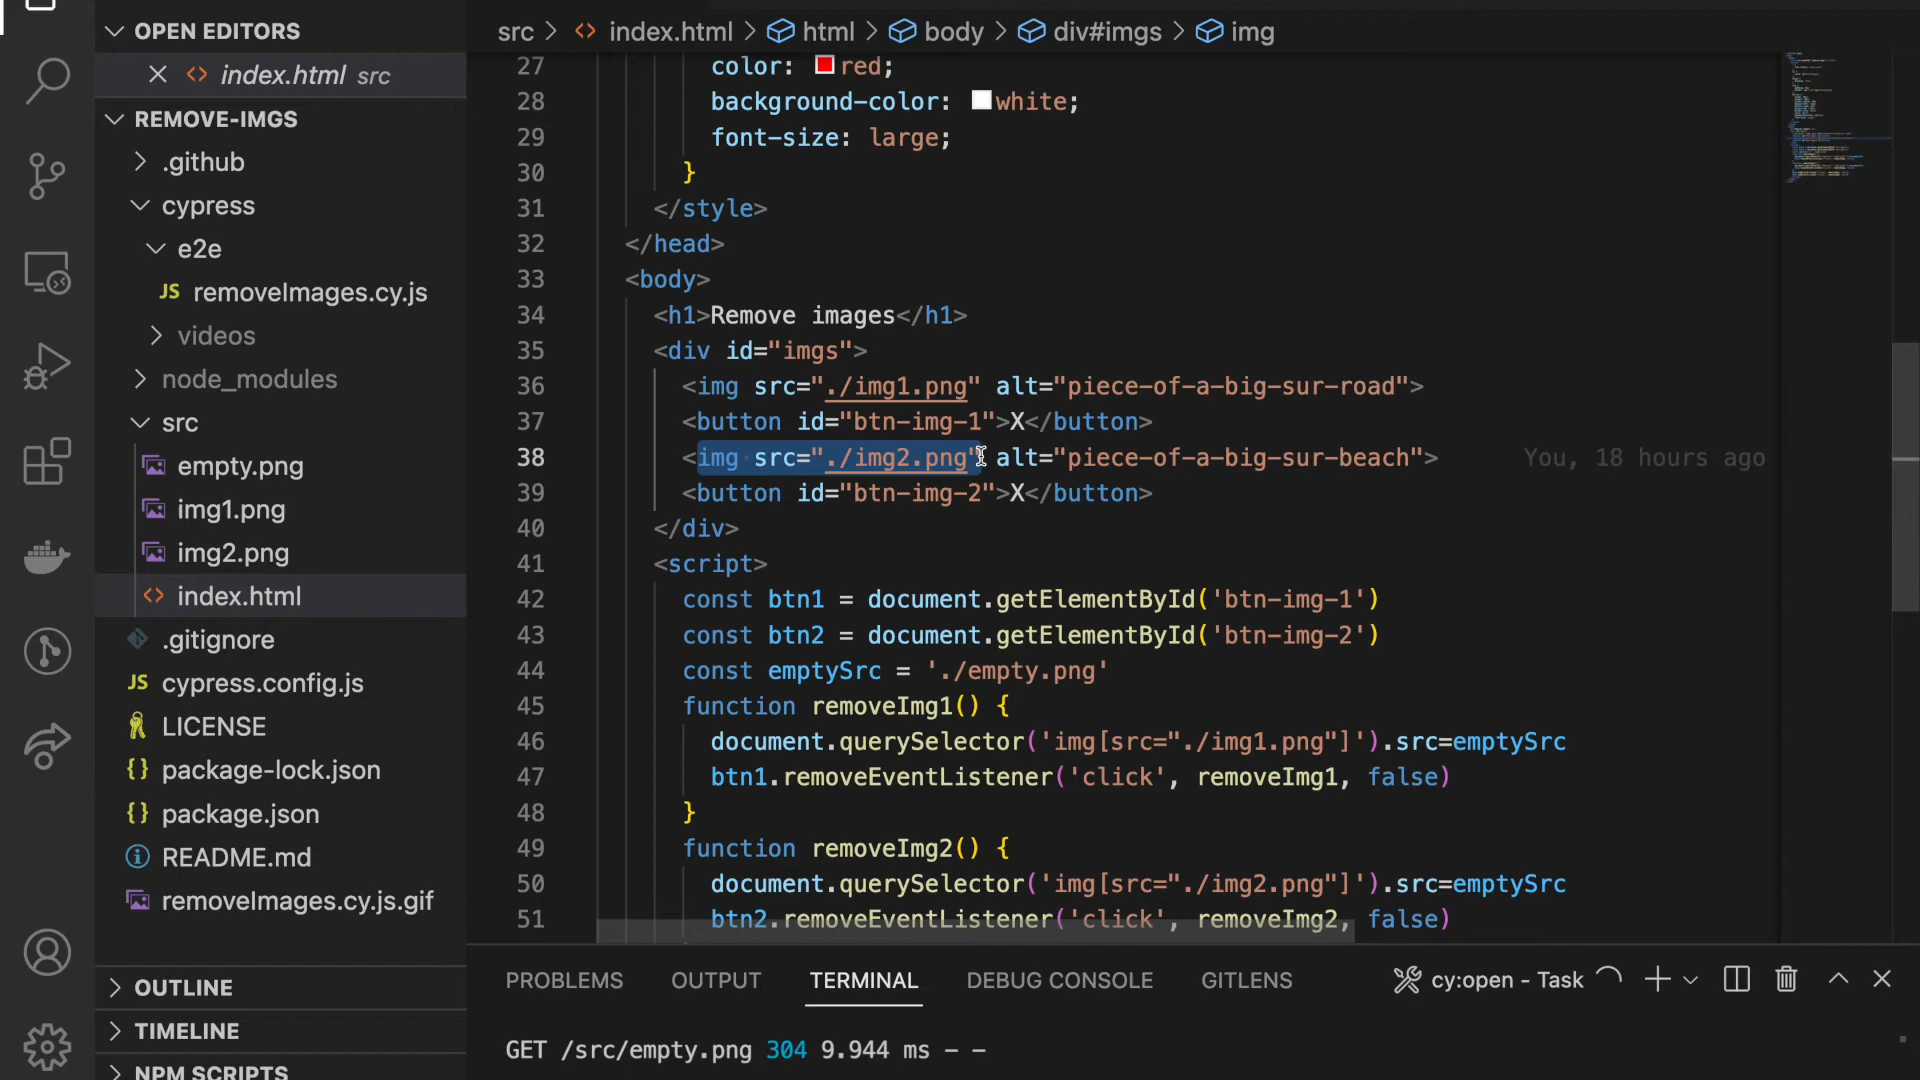 OPEN EDITORS
index.html src
REMOVE-IMGS
.github
cypress
e2e
JS removeImages.cy.js
videos
node_modules
src
empty.png
img1.png
img2.png
index.html
.gitignore
JS cypress.config.js
LICENSE
{} package-lock.json
{} package.json
README.md
removeImages.cy.js.gif
OUTLINE
TIMELINE
NPM SCRIPTS
src > index.html > html > body > div#imgs > img
27 color: red;
28 background-color: white;
29 font-size: large;
30 }
31 </style>
32 </head>
33 <body>
34 <h1>Remove images</h1>
35 <div id="imgs">
36 <img src="./img1.png" alt="piece-of-a-big-sur-road">
37 <button id="btn-img-1">X</button>
38 <img src="./img2.png" alt="piece-of-a-big-sur-beach"> You, 18 hours ago
39 <button id="btn-img-2">X</button>
40 </div>
41 <script>
42 const btn1 = document.getElementById('btn-img-1')
43 const btn2 = document.getElementById('btn-img-2')
44 const emptySrc = './empty.png'
45 function removeImg1() {
46 document.querySelector('img[src="./img1.png"]').src=emptySrc
47 btn1.removeEventListener('click', removeImg1, false)
48 }
49 function removeImg2() {
50 document.querySelector('img[src="./img2.png"]').src=emptySrc
51 btn2.removeEventListener('click', removeImg2, false)
PROBLEMS OUTPUT TERMINAL DEBUG CONSOLE GITLENS cy:open - Task
GET /src/empty.png 304 9.944 ms - -